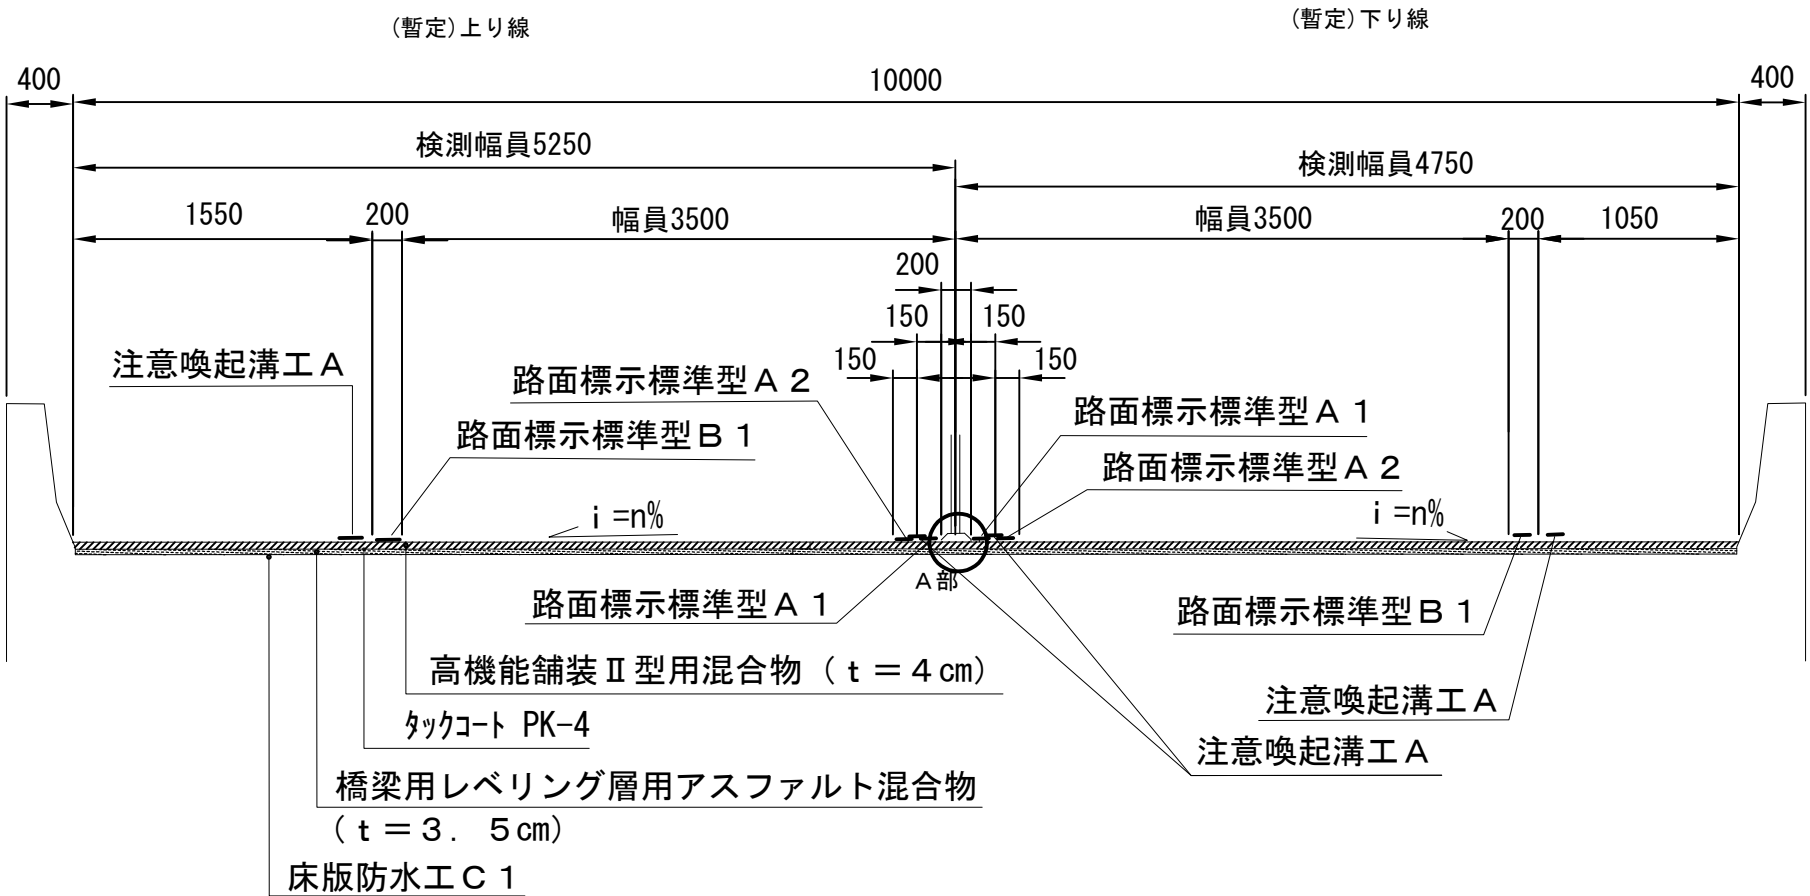 (暫定)上り線
(暫定)下り線
400
10000
400
検測幅員5250
検測幅員4750
1550
200
幅員3500
幅員3500
200
1050
200
150
150
150
150
注意喚起溝工A
路面標示標準型A2
路面標示標準型A1
路面標示標準型B1
路面標示標準型A2
i=n%
i=n%
A部
路面標示標準型A1
路面標示標準型B1
高機能舗装Ⅱ型用混合物(t=4㎝)
注意喚起溝工A
タックコート PK-4
注意喚起溝工A
橋梁用レベリング層用アスファルト混合物
(t=3.5㎝)
床版防水工C1